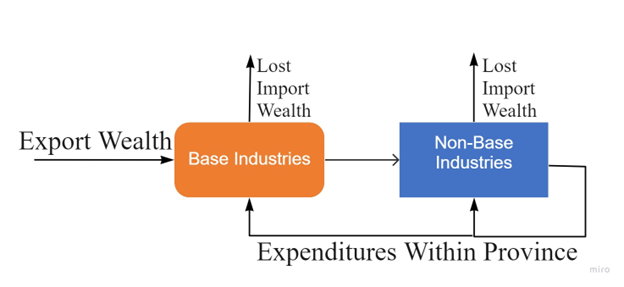 Lost
Import
Wealth
Lost
Import
Wealth
Export Wealth
Base Industries
Non-Base
Industries
Expenditures Within Province
miro